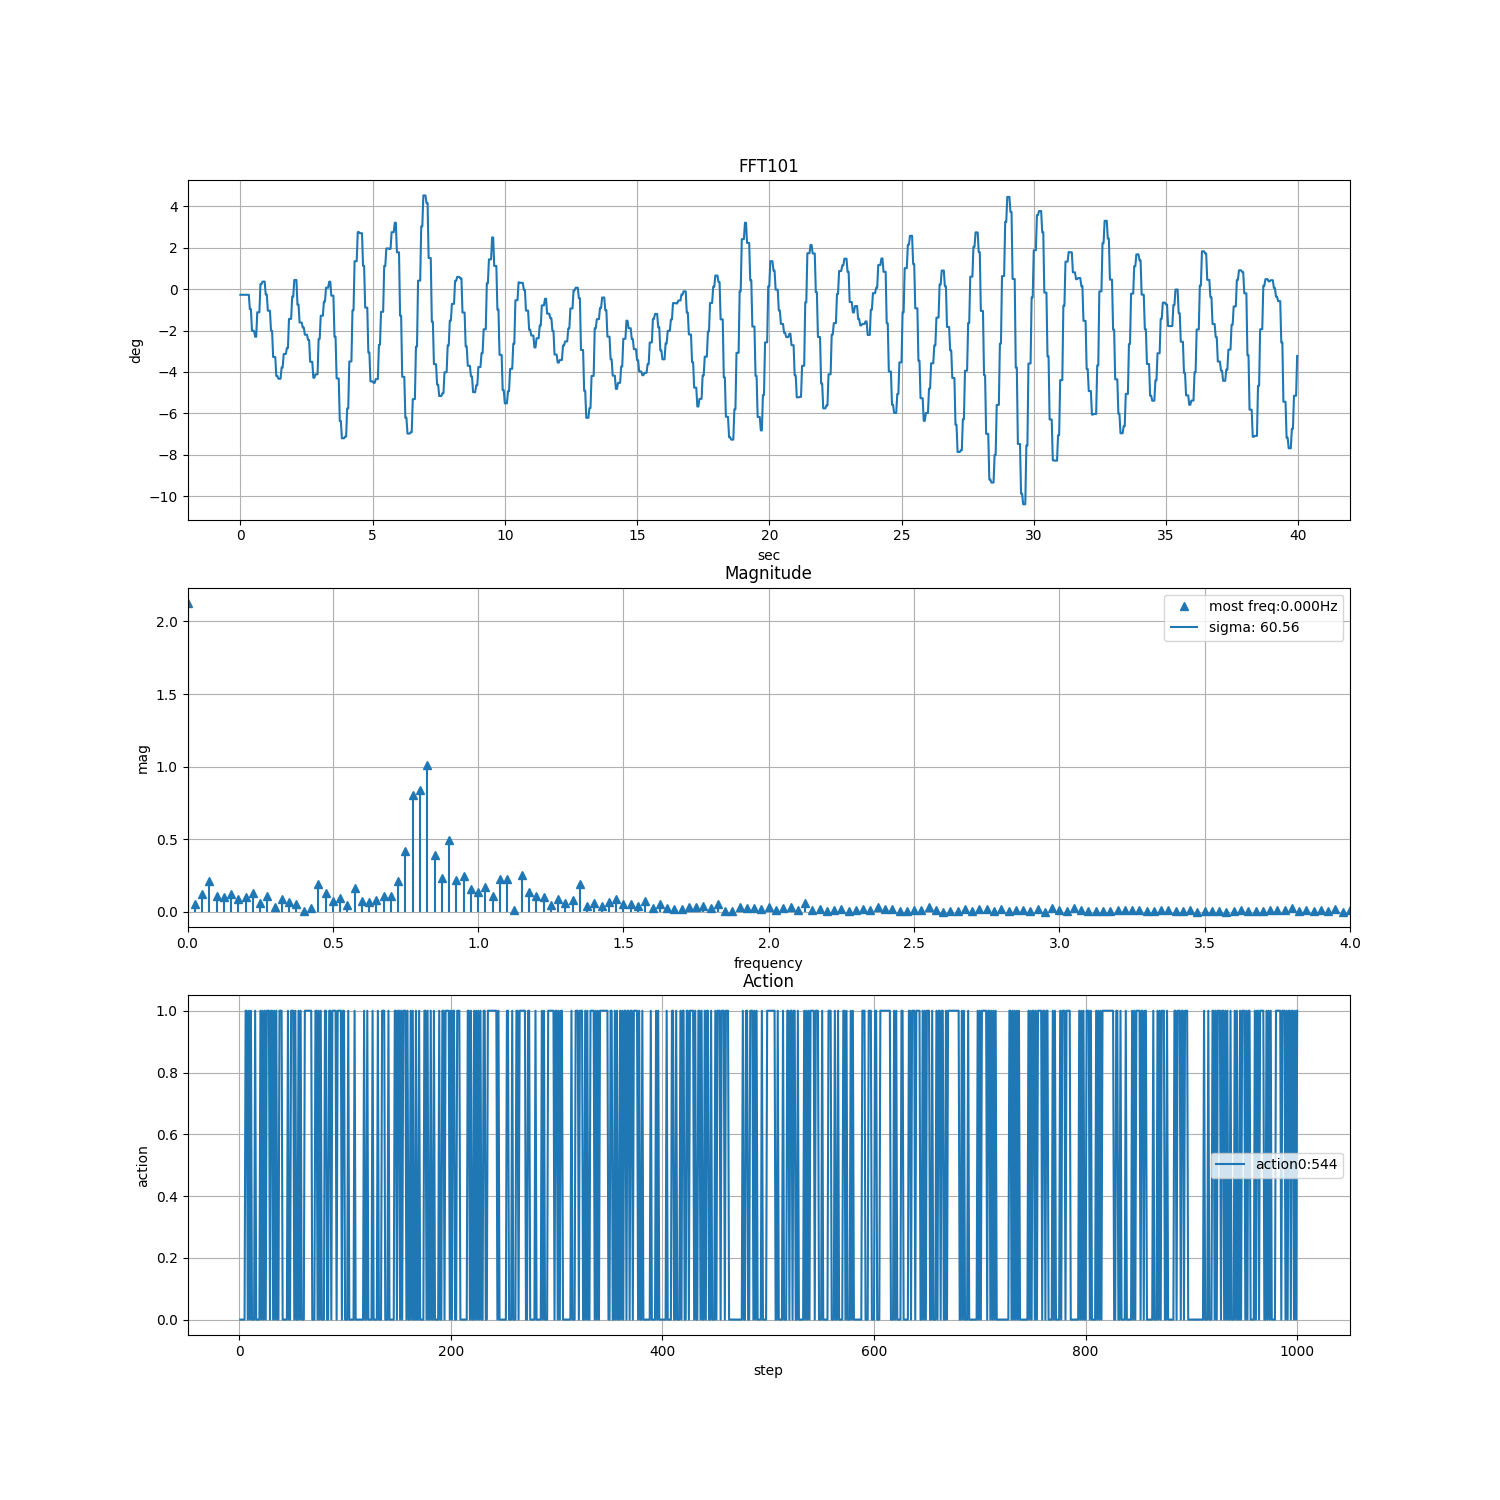 FFT101
4
2
0
−2
−4
−6
−8
−10
deg
0 5 10 15 20 25 30 35 40
sec
Magnitude
most freq:0.000Hz
sigma: 60.56
2.0
1.5
1.0
0.5
0.0
mag
0.0 0.5 1.0 1.5 2.0 2.5 3.0 3.5 4.0
frequency
Action
1.0
0.8
0.6
0.4
0.2
0.0
action
action0:544
0 200 400 600 800 1000
step